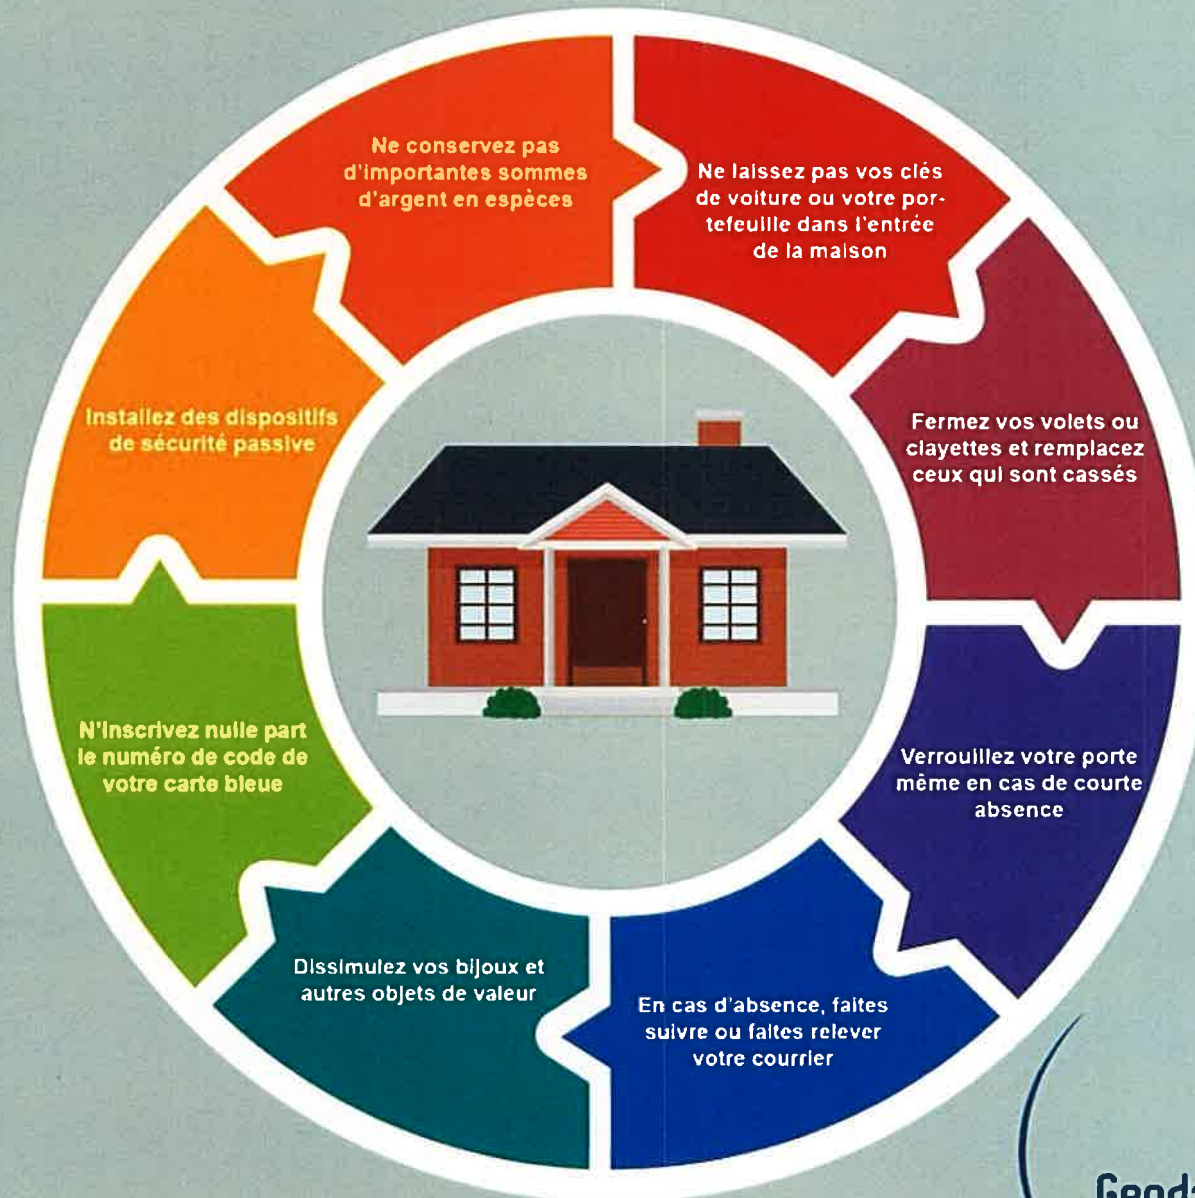 Ne conservez pas
d'importantes sommes
d'argent en espèces
Ne laissez pas vos clés
de voiture ou votre por-
tefeuille dans l'entrée
de la maison
Fermez vos volets ou
clayettes et remplacez
ceux qui sont cassés
Verrouillez votre porte
même en cas de courte
absence
En cas d'absence, faites
suivre ou faites relever
votre courrier
Dissimulez vos bijoux et
autres objets de valeur
N'inscrivez nulle part
le numéro de code de
votre carte bleue
Installez des dispositifs
de sécurité passive